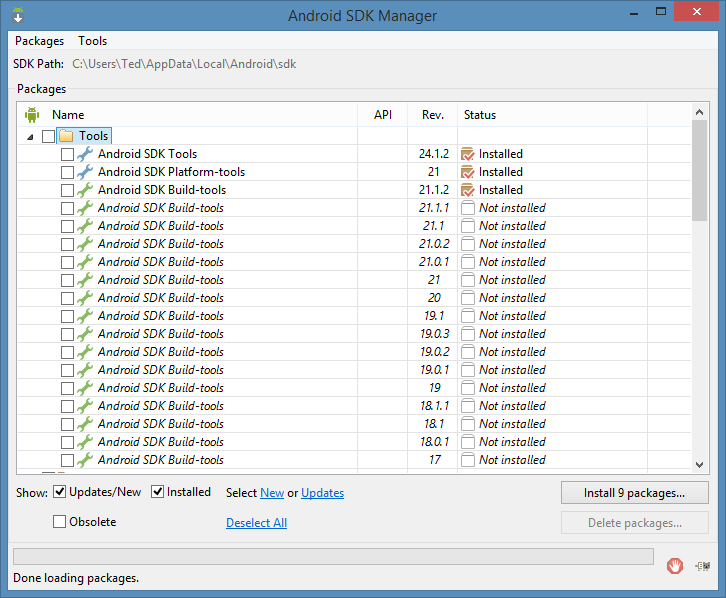 Android SDK Manager
Packages Tools
SDK Path: C:\Users\Ted\AppData\Local\Android\sdk
Packages
Name API Rev. Status
Tools
Android SDK Tools 24.1.2 Installed
Android SDK Platform-tools 21 Installed
Android SDK Build-tools 21.1.2 Installed
Android SDK Build-tools 21.1.1 Not installed
Android SDK Build-tools 21.1 Not installed
Android SDK Build-tools 21.0.2 Not installed
Android SDK Build-tools 21.0.1 Not installed
Android SDK Build-tools 21 Not installed
Android SDK Build-tools 20 Not installed
Android SDK Build-tools 19.1 Not installed
Android SDK Build-tools 19.0.3 Not installed
Android SDK Build-tools 19.0.2 Not installed
Android SDK Build-tools 19.0.1 Not installed
Android SDK Build-tools 19 Not installed
Android SDK Build-tools 18.1.1 Not installed
Android SDK Build-tools 18.1 Not installed
Android SDK Build-tools 18.0.1 Not installed
Android SDK Build-tools 17 Not installed
Show: Updates/New Installed Select New or Updates Install 9 packages...
Obsolete Deselect All Delete packages...
Done loading packages.